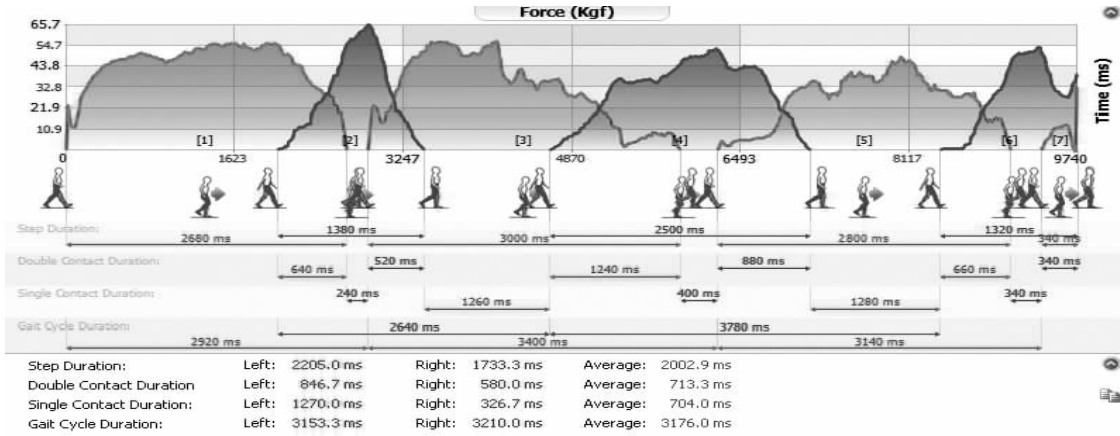 Force (Kgf)
65.7
54.7
43.8
32.8
21.9
10.9
Time (ms)
[1] [2] [3] [4] [5] [6] [7]
0 1623 3247 4870 6493 8117 9740
Step Duration:
1380 ms 2500 ms 1320 ms
2680 ms 3000 ms 2800 ms 340 ms
Double Contact Duration:
520 ms 880 ms 340 ms
640 ms 1240 ms 660 ms
Single Contact Duration:
240 ms 400 ms 340 ms
1260 ms 1280 ms
Gait Cycle Duration:
2640 ms 3780 ms
2920 ms 3400 ms 3140 ms
Step Duration: Left: 2205.0 ms Right: 1733.3 ms Average: 2002.9 ms
Double Contact Duration Left: 846.7 ms Right: 580.0 ms Average: 713.3 ms
Single Contact Duration: Left: 1270.0 ms Right: 326.7 ms Average: 704.0 ms
Gait Cycle Duration: Left: 3153.3 ms Right: 3210.0 ms Average: 3176.0 ms